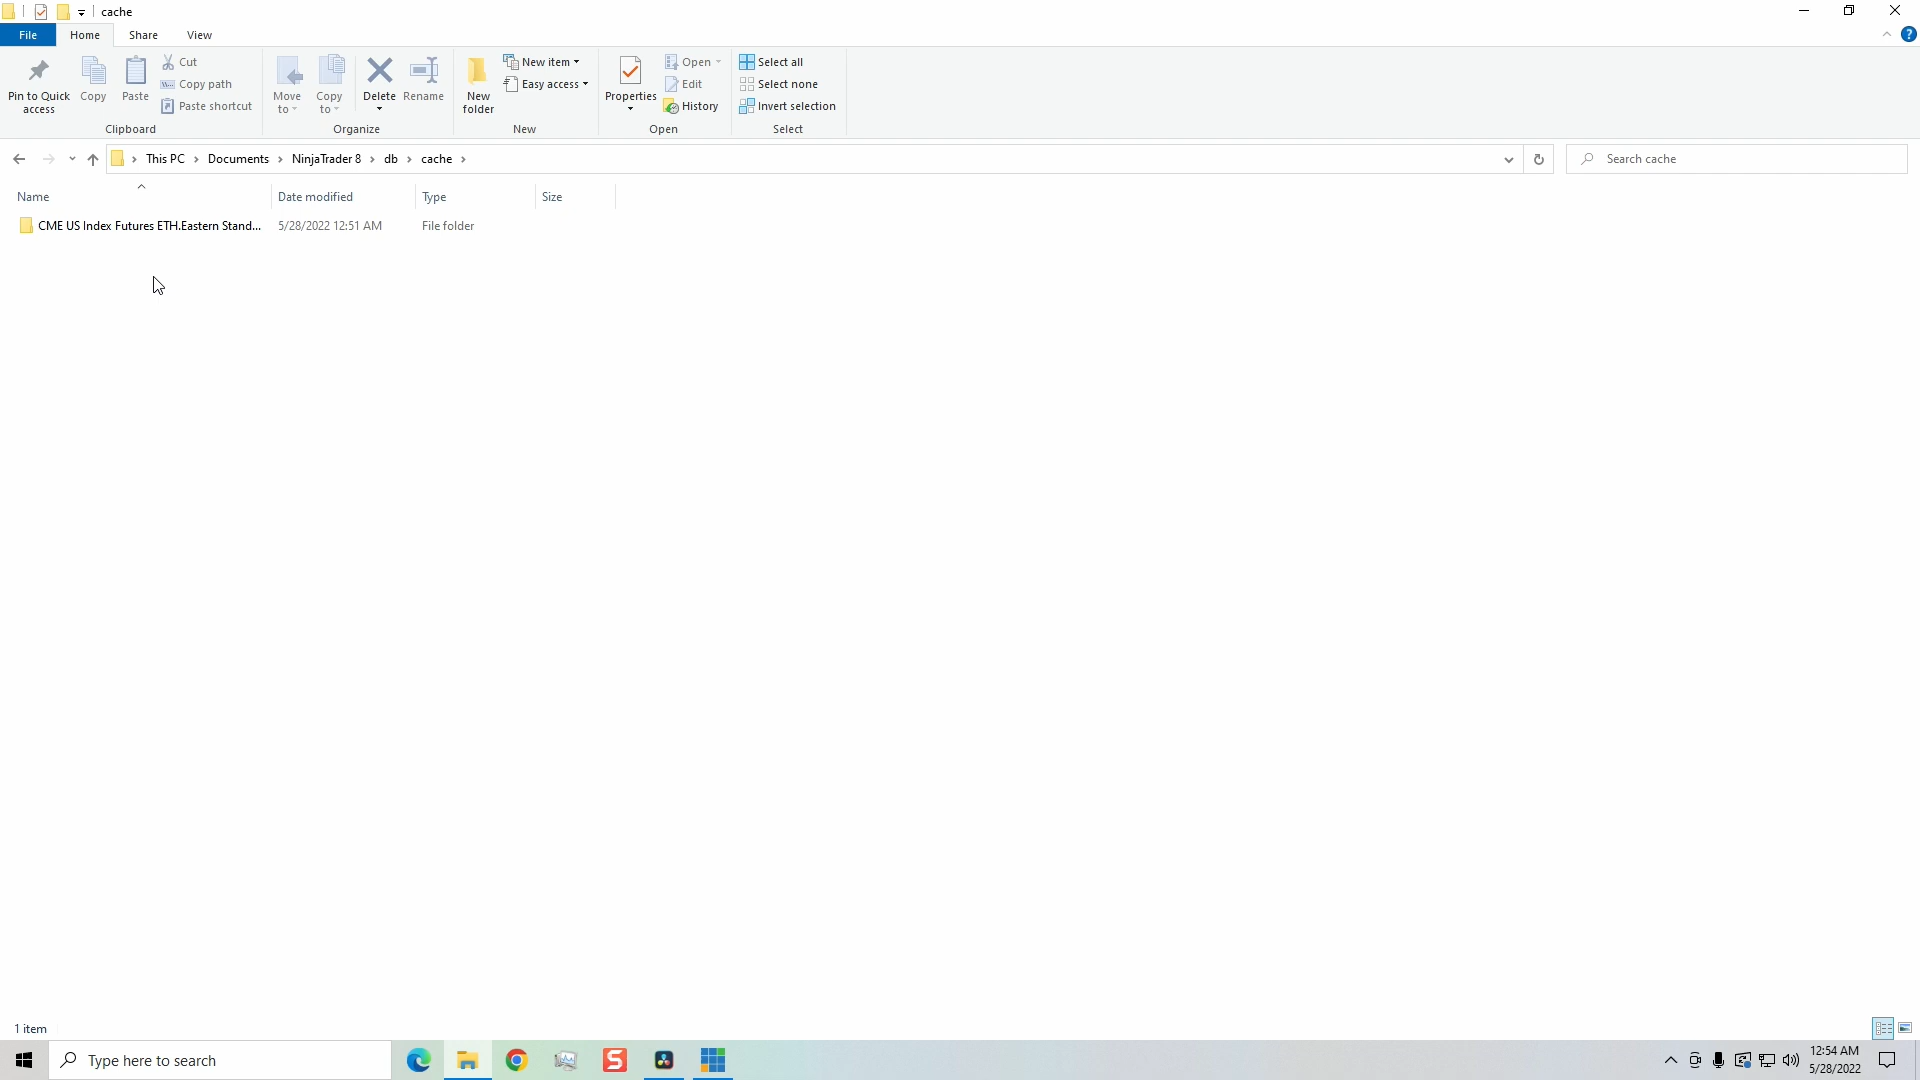 cache
File
Home
Share
View
Pin to Quick access
Copy
Paste
Cut
Copy path
Paste shortcut
Clipboard
Move to
Copy to
Delete
Rename
Organize
New folder
New item
Easy access
New
Properties
Open
Edit
History
Open
Select all
Select none
Invert selection
Select
This PC > Documents > NinjaTrader 8 > db > cache >
Search cache
Name
Date modified
Type
Size
CME US Index Futures ETH.Eastern Stand...
5/28/2022 12:51 AM
File folder
1 item
Type here to search
S
12:54 AM
5/28/2022